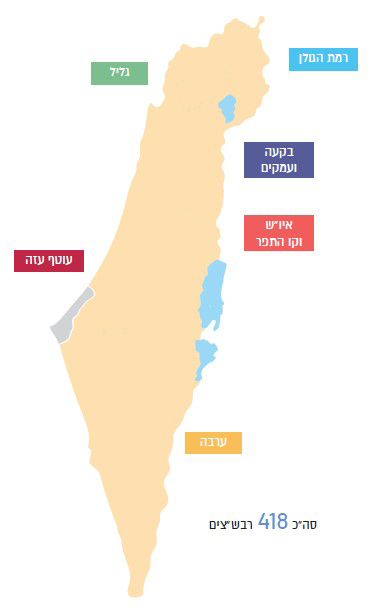 רמת הגולן
גליל
בקעה
ועמקים
איו"ש
וקו התפר
עוטף עזה
ערבה
סה"כ 418 רבש"צים